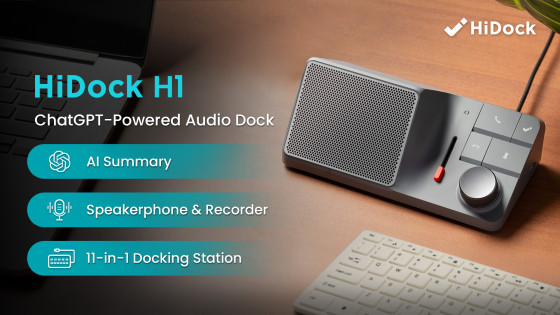 HiDock
HiDock H1
ChatGPT-Powered Audio Dock
AI Summary
Speakerphone & Recorder
11-in-1 Docking Station